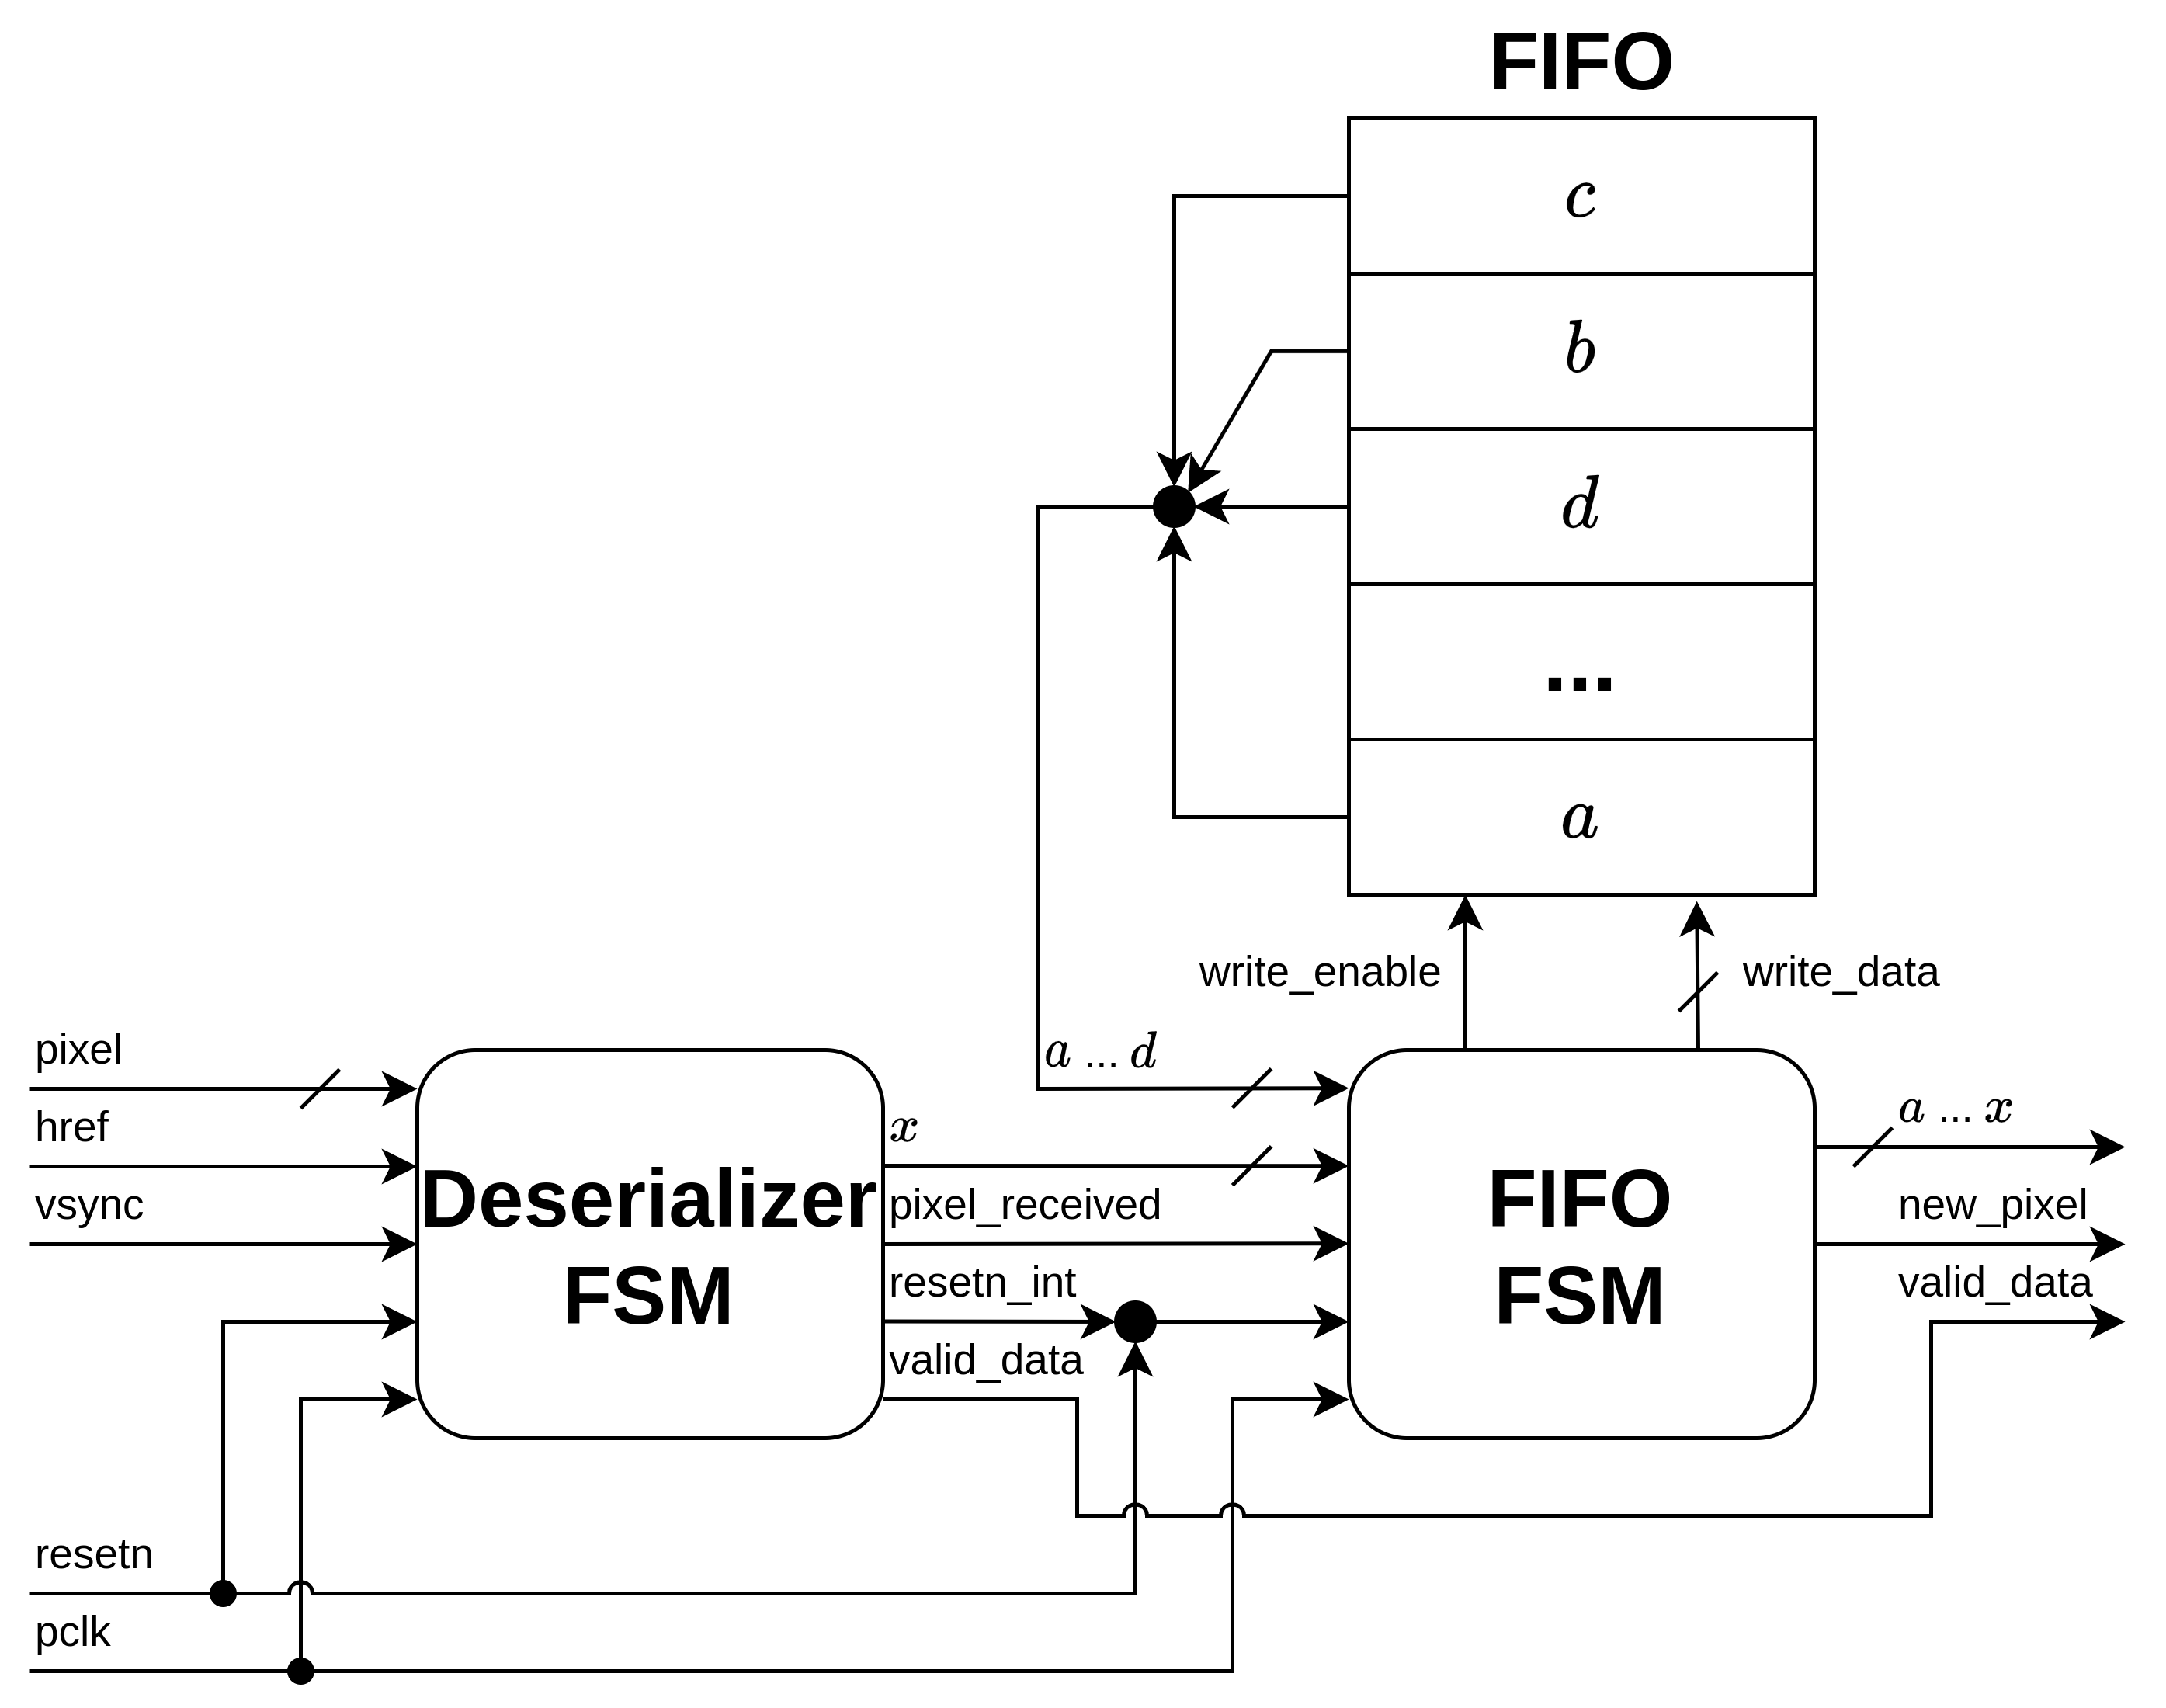 FIFO
c
b
d
...
a
write_enable
write_data
pixel
a ... d
href
x
a ... x
vsync
Deserializer
FSM
pixel_received
FIFO
FSM
new_pixel
resetn_int
valid_data
valid_data
resetn
pclk